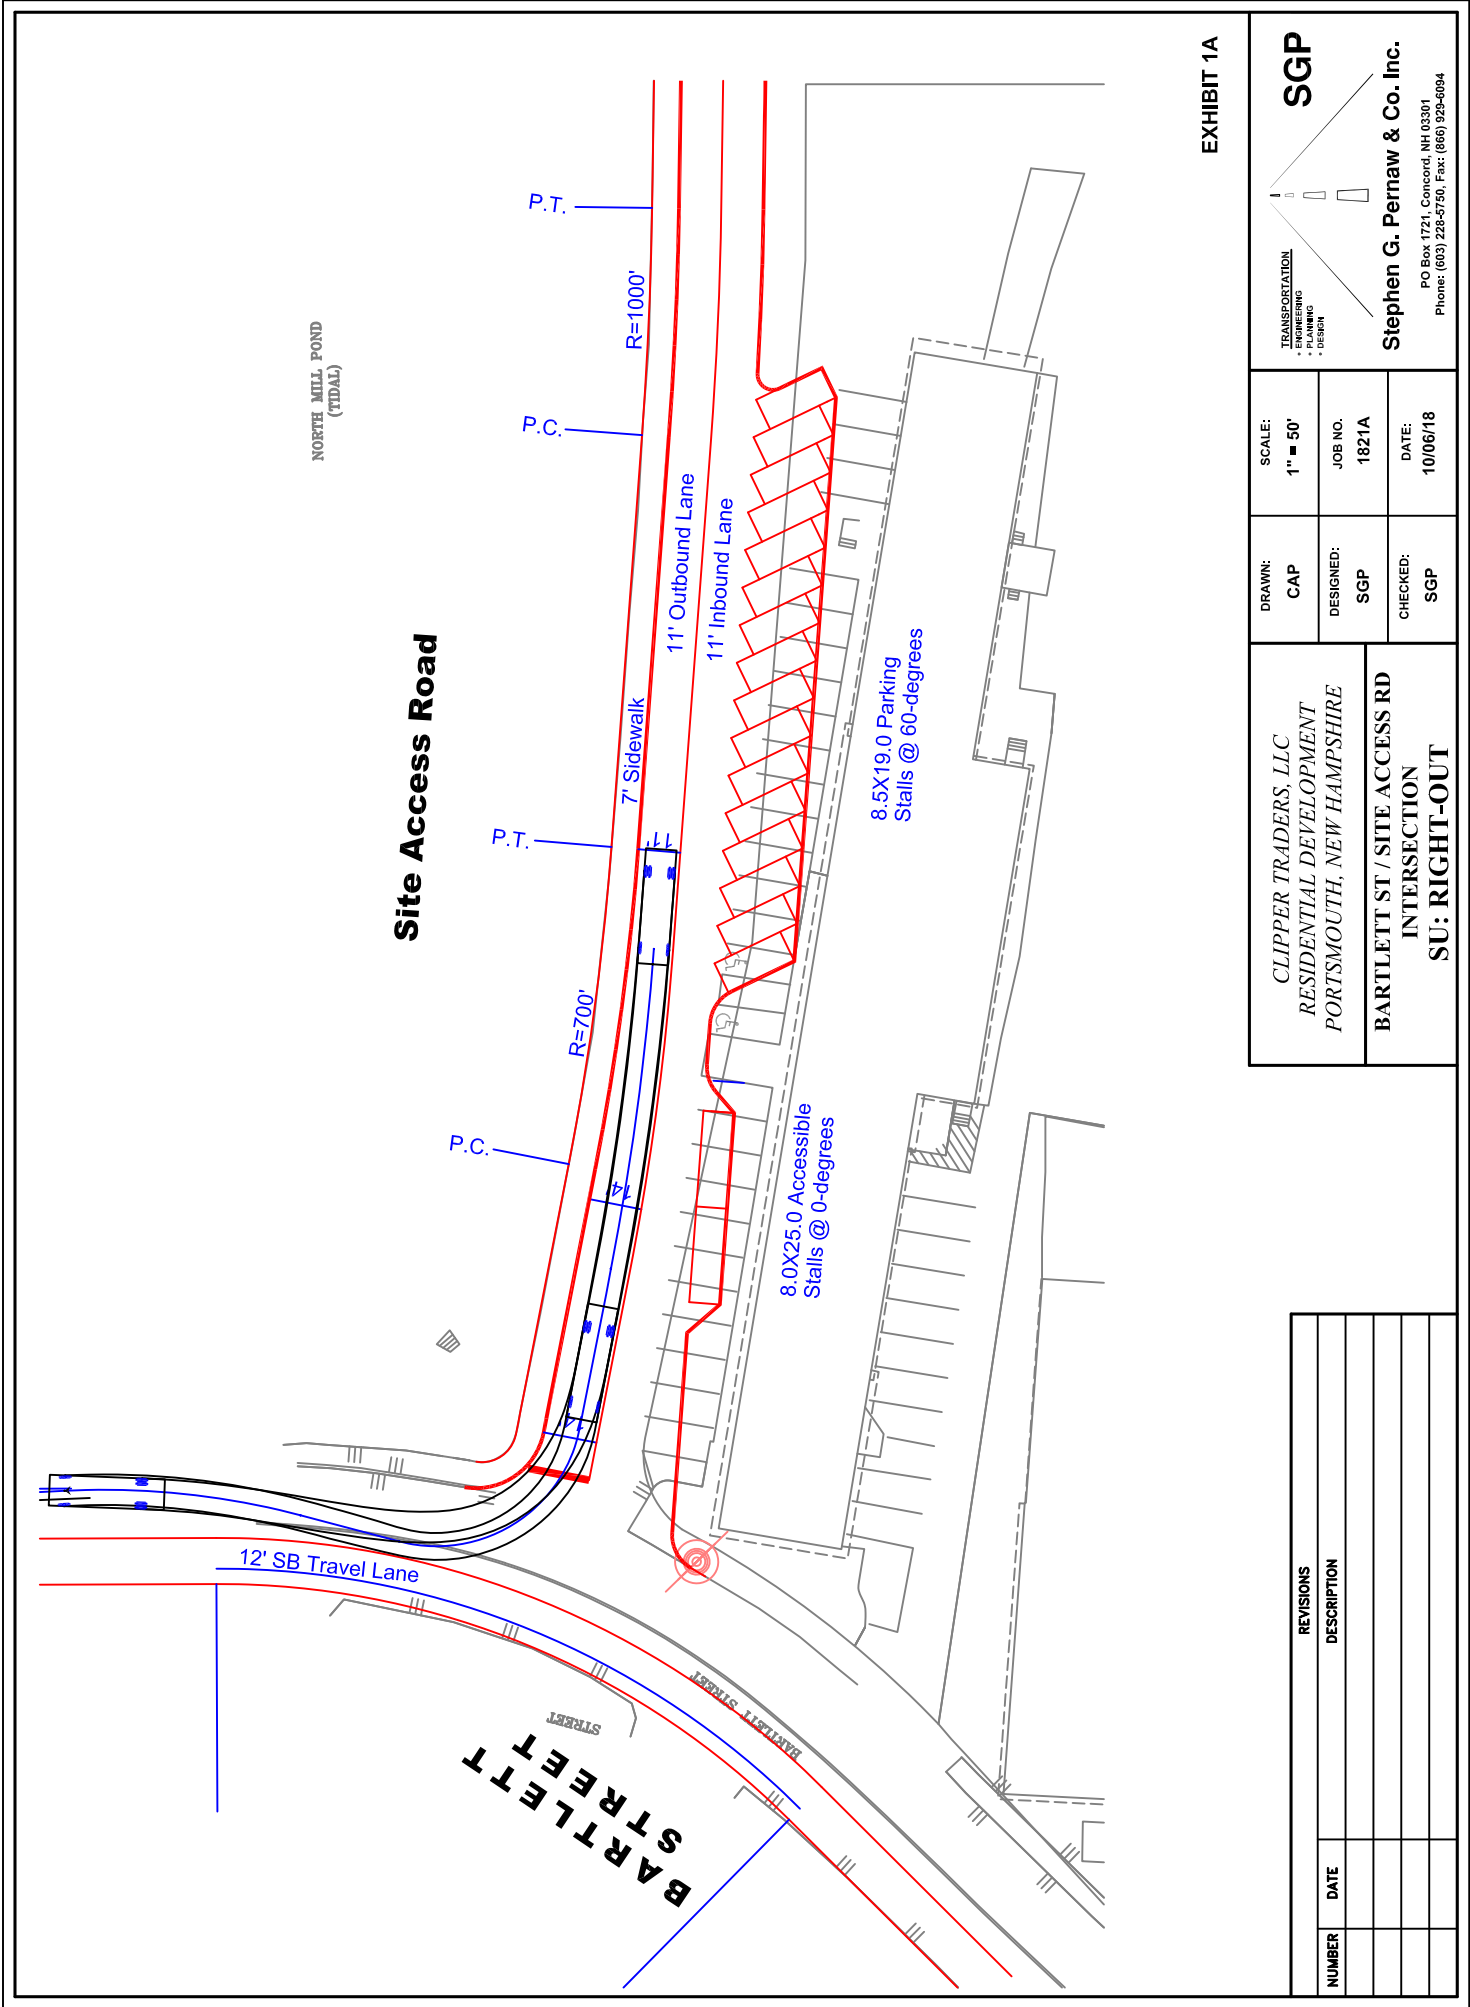 EXHIBIT 1A
NORTH MILL POND
(TIDAL)
Site Access Road
P.T.
R=1000'
P.C.
P.T.
R=700'
P.C.
7' Sidewalk
11' Outbound Lane
11' Inbound Lane
11'
14'
14'
8.5X19.0 Parking
Stalls @ 60-degrees
8.0X25.0 Accessible
Stalls @ 0-degrees
12' SB Travel Lane
BARTLETT STREET
STREET
BARTLETT
STREET
NUMBER
DATE
REVISIONS
DESCRIPTION
CLIPPER TRADERS, LLC
RESIDENTIAL DEVELOPMENT
PORTSMOUTH, NEW HAMPSHIRE
BARTLETT ST / SITE ACCESS RD
INTERSECTION
SU: RIGHT-OUT
DRAWN:
CAP
DESIGNED:
SGP
CHECKED:
SGP
SCALE:
1" = 50'
JOB NO.
1821A
DATE:
10/06/18
TRANSPORTATION
• ENGINEERING
• PLANNING
• DESIGN
SGP
Stephen G. Pernaw & Co. Inc.
PO Box 1721, Concord, NH 03301
Phone: (603) 228-5750, Fax: (866) 929-6094